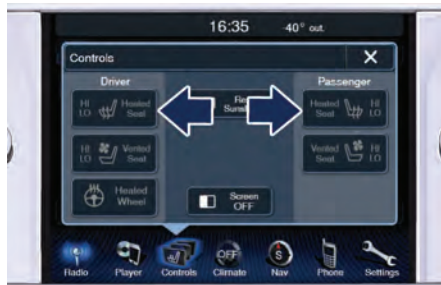 16:35 40° out.
Controls X
Driver
Passenger
HI
LO
Heated
Seat
Heated
Seat
HI
LO
HI
LO
Vented
Seat
Vented
Seat
HI
LO
Heated
Wheel
Screen
OFF
Radio Player Controls Climate Nav Phone Settings
OFF
S